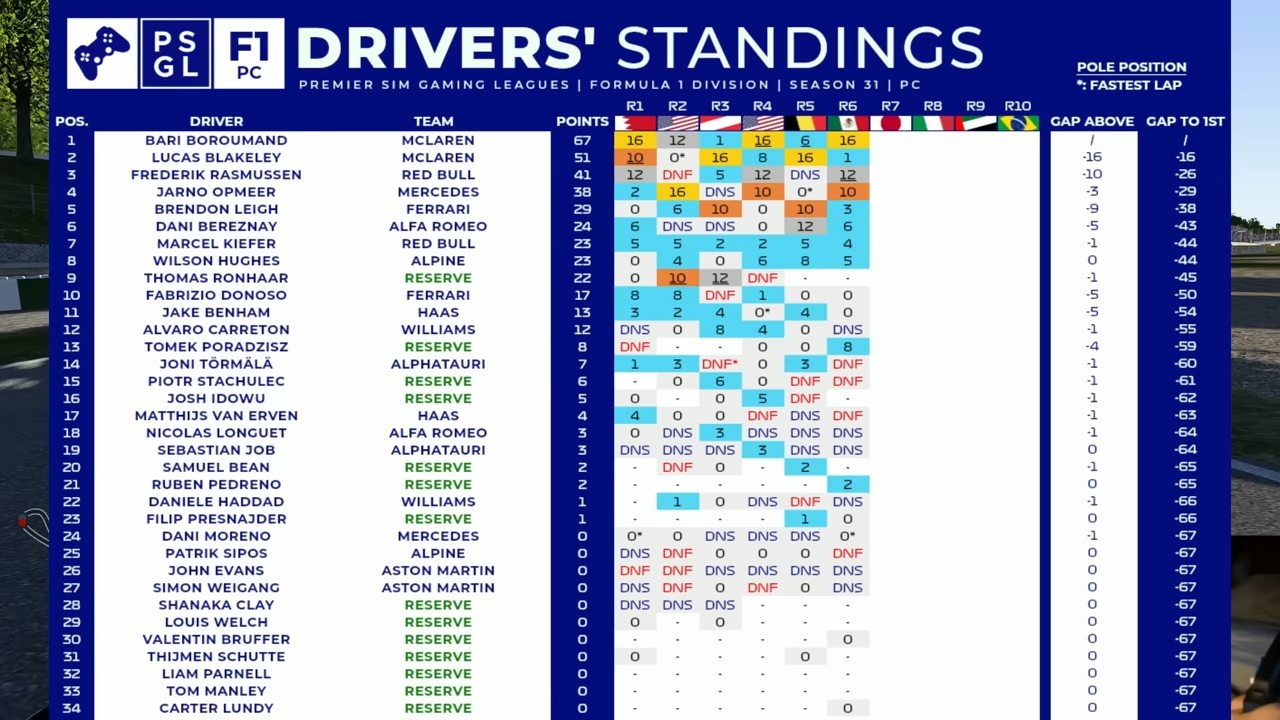 PS
GL
F1
PC
DRIVERS' STANDINGS
PREMIER SIM GAMING LEAGUES | FORMULA 1 DIVISION | SEASON 31 | PC
POLE POSITION
*: FASTEST LAP
R1 R2 R3 R4 R5 R6 R7 R8 R9 R10
POS. DRIVER TEAM POINTS GAP ABOVE GAP TO 1ST
1 BARI BOROUMAND MCLAREN 67 16 12 1 16 6 16 / /
2 LUCAS BLAKELEY MCLAREN 51 10 0* 16 8 16 1 -16 -16
3 FREDERIK RASMUSSEN RED BULL 41 12 DNF 5 12 DNS 12 -10 -26
4 JARNO OPMEER MERCEDES 38 2 16 DNS 10 0* 10 -3 -29
5 BRENDON LEIGH FERRARI 29 0 6 10 0 10 3 -9 -38
6 DANI BEREZNAY ALFA ROMEO 24 6 DNS DNS 0 12 6 -5 -43
7 MARCEL KIEFER RED BULL 23 5 5 2 2 5 4 -1 -44
8 WILSON HUGHES ALPINE 23 0 4 0 6 8 5 0 -44
9 THOMAS RONHAAR RESERVE 22 0 10 12 DNF - - -1 -45
10 FABRIZIO DONOSO FERRARI 17 8 8 DNF 1 0 0 -5 -50
11 JAKE BENHAM HAAS 13 3 2 4 0* 4 0 -5 -54
12 ALVARO CARRETON WILLIAMS 12 DNS 0 8 4 0 DNS -1 -55
13 TOMEK PORADZISZ RESERVE 8 DNF - - 0 0 8 -4 -59
14 JONI TÖRMÄLÄ ALPHATAURI 7 1 3 DNF* 0 3 DNF -1 -60
15 PIOTR STACHULEC RESERVE 6 - 0 6 0 DNF DNF -1 -61
16 JOSH IDOWU RESERVE 5 0 - 0 5 DNF - -1 -62
17 MATTHIJS VAN ERVEN HAAS 4 4 0 0 DNF DNS DNF -1 -63
18 NICOLAS LONGUET ALFA ROMEO 3 0 DNS 3 DNS DNS DNS -1 -64
19 SEBASTIAN JOB ALPHATAURI 3 DNS DNS DNS 3 DNS DNS 0 -64
20 SAMUEL BEAN RESERVE 2 - DNF 0 - 2 - -1 -65
21 RUBEN PEDRENO RESERVE 2 - - - - - 2 0 -65
22 DANIELE HADDAD WILLIAMS 1 - 1 0 DNS DNF DNS -1 -66
23 FILIP PRESNAJDER RESERVE 1 - - - - 1 0 0 -66
24 DANI MORENO MERCEDES 0 0* 0 DNS DNS DNS 0* -1 -67
25 PATRIK SIPOS ALPINE 0 DNS DNF 0 0 0 DNF 0 -67
26 JOHN EVANS ASTON MARTIN 0 DNF DNF DNS DNS DNS DNS 0 -67
27 SIMON WEIGANG ASTON MARTIN 0 DNS DNF 0 DNF 0 DNS 0 -67
28 SHANAKA CLAY RESERVE 0 DNS DNS DNS - - - 0 -67
29 LOUIS WELCH RESERVE 0 0 - 0 - - - 0 -67
30 VALENTIN BRUFFER RESERVE 0 - - - - - 0 0 -67
31 THIJMEN SCHUTTE RESERVE 0 0 - - - 0 - 0 -67
32 LIAM PARNELL RESERVE 0 - - - - - - 0 -67
33 TOM MANLEY RESERVE 0 - - - - - - 0 -67
34 CARTER LUNDY RESERVE 0 - - - - - 0 0 -67